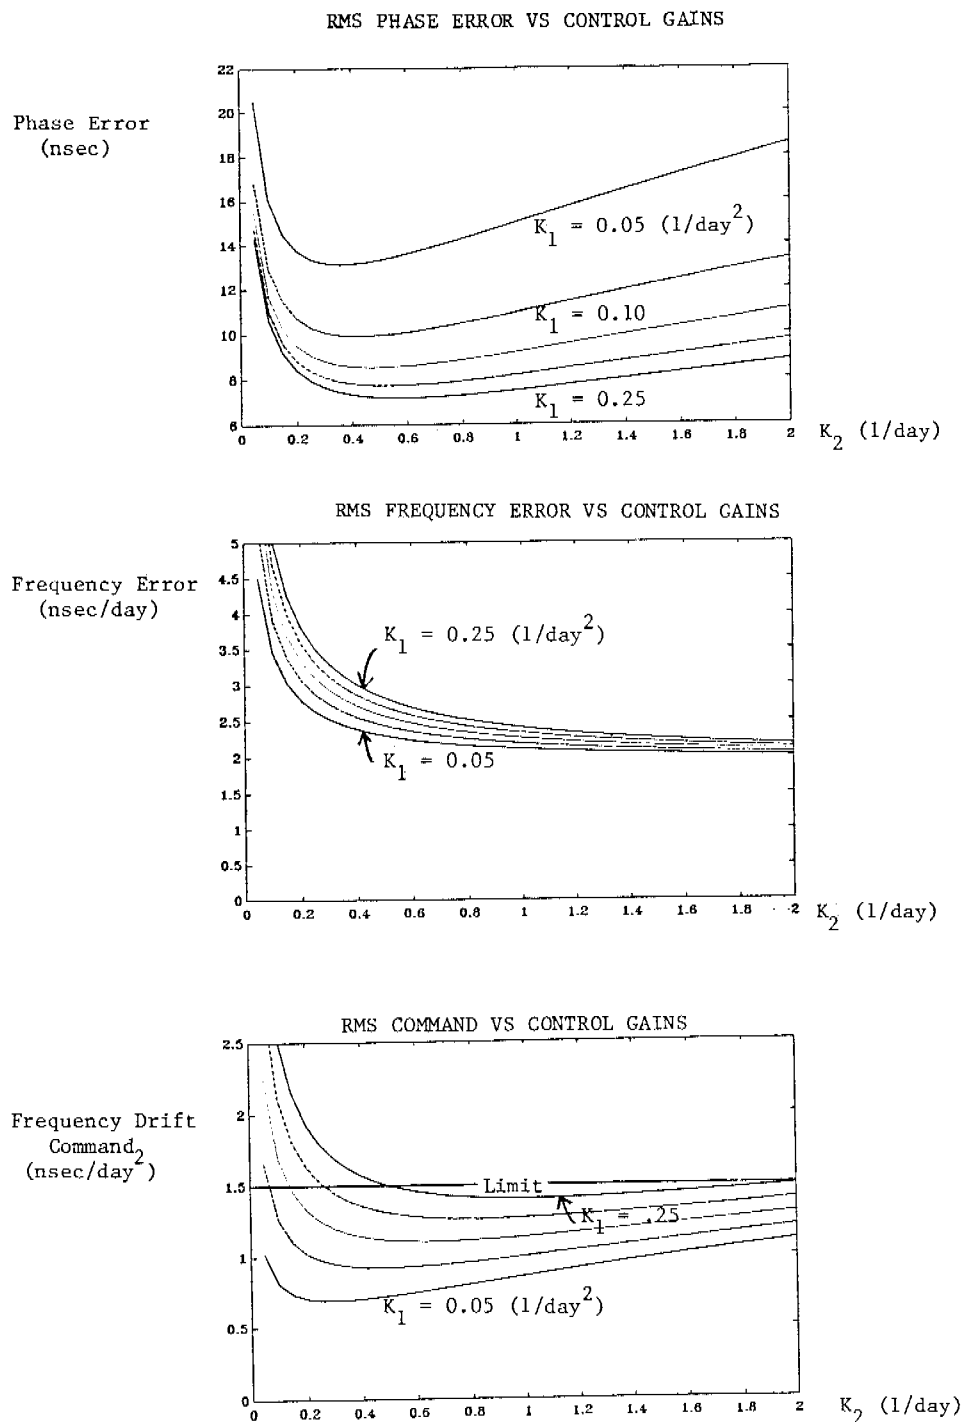 RMS PHASE ERROR VS CONTROL GAINS
Phase Error
(nsec)
22
20
18
16
14
12
10
8
6
K₁ = 0.05 (1/day²)
K₁ = 0.10
K₁ = 0.25
0 0.2 0.4 0.6 0.8 1 1.2 1.4 1.6 1.8 2
K₂ (1/day)
RMS FREQUENCY ERROR VS CONTROL GAINS
Frequency Error
(nsec/day)
5
4.5
4
3.5
3
2.5
2
1.5
1
0.5
0
K₁ = 0.25 (1/day²)
K₁ = 0.05
0 0.2 0.4 0.6 0.8 1 1.2 1.4 1.6 1.8 2
K₂ (1/day)
RMS COMMAND VS CONTROL GAINS
Frequency Drift
Command
(nsec/day²)
2.5
2
1.5
1
0.5
0
Limit
K₁ = .25
K₁ = 0.05 (1/day²)
0 0.2 0.4 0.6 0.8 1 1.2 1.4 1.6 1.8 2
K₂ (1/day)